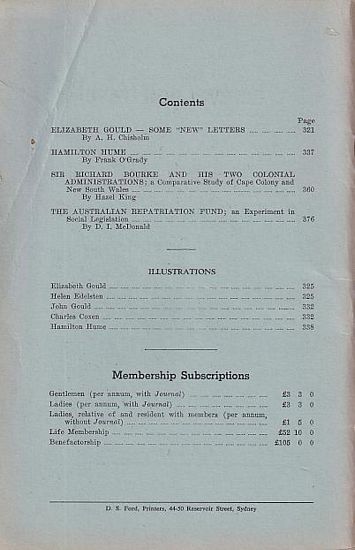 Contents
Page
ELIZABETH GOULD — SOME "NEW" LETTERS .... .... .... .... 321
By A. H. Chisholm
HAMILTON HUME .... .... .... .... .... .... .... .... .... .... 337
By Frank O'Grady
SIR RICHARD BOURKE AND HIS TWO COLONIAL
ADMINISTRATIONS; a Comparative Study of Cape Colony and
New South Wales .... .... .... .... .... .... .... .... .... 360
By Hazel King
THE AUSTRALIAN REPATRIATION FUND; an Experiment in
Social Legislation .... .... .... .... .... .... .... .... .... 376
By D. I. McDonald
ILLUSTRATIONS
Elizabeth Gould .... .... .... .... .... .... .... .... .... 325
Helen Edelsten .... .... .... .... .... .... .... .... .... 325
John Gould .... .... .... .... .... .... .... .... .... .... 332
Charles Coxen .... .... .... .... .... .... .... .... .... 332
Hamilton Hume .... .... .... .... .... .... .... .... .... 338
Membership Subscriptions
Gentlemen (per annum, with Journal) .... .... .... .... .... £3 3 0
Ladies (per annum, with Journal) .... .... .... .... .... £3 3 0
Ladies, relative of and resident with members (per annum,
without Journal) .... .... .... .... .... .... .... .... £1 5 0
Life Membership .... .... .... .... .... .... .... .... £52 10 0
Benefactorship .... .... .... .... .... .... .... .... £105 0 0
D. S. Ford, Printers, 44-50 Reservoir Street, Sydney